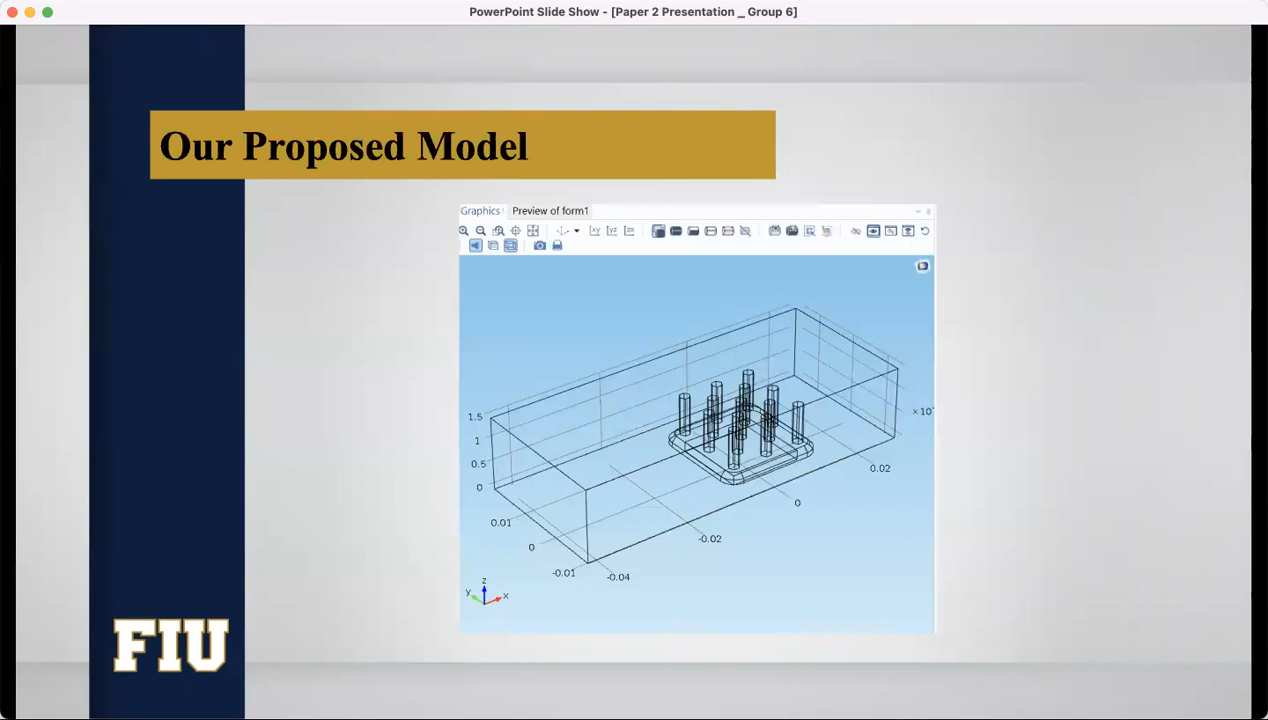 PowerPoint Slide Show - [Paper 2 Presentation _ Group 6]
Our Proposed Model
Graphics Preview of form1
1.5
1
0.5
0
×10
0.02
0
-0.02
0.01
0
-0.01
-0.04
z
y
x
FIU